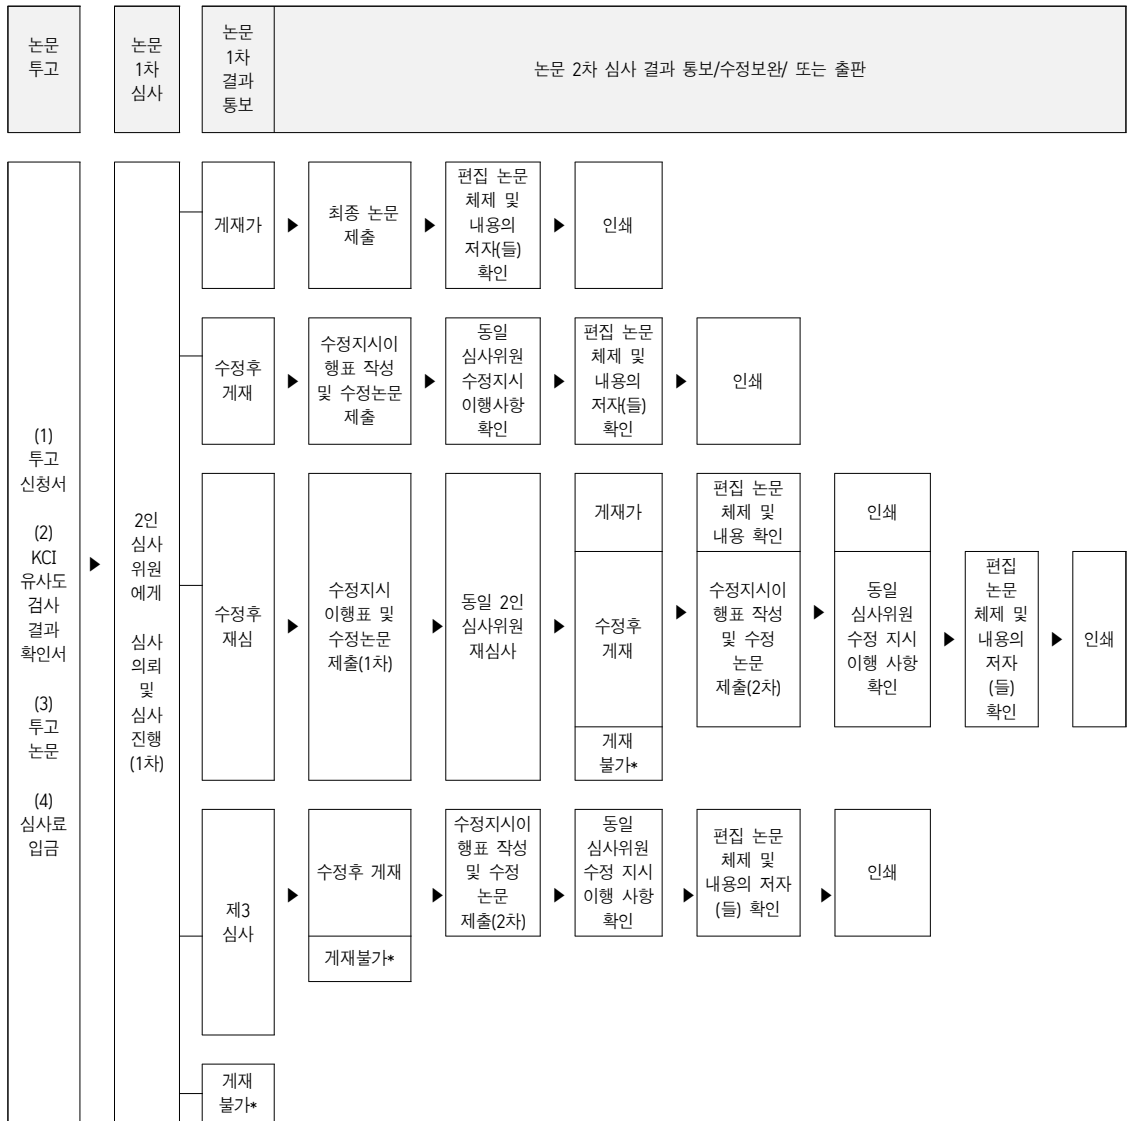 논문
투고
논문
1차
심사
논문
1차
결과
통보
논문 2차 심사 결과 통보/수정보완/ 또는 출판
(1)
투고
신청서
(2)
KCI
유사도
검사
결과
확인서
(3)
투고
논문
(4)
심사료
입금
▶
2인
심사
위원
에게
심사
의뢰
및
심사
진행
(1차)
게재가
▶
최종 논문
제출
▶
편집 논문
체제 및
내용의
저자(들)
확인
▶
인쇄
수정후
게재
▶
수정지시이
행표 작성
및 수정논문
제출
▶
동일
심사위원
수정지시
이행사항
확인
▶
편집 논문
체제 및
내용의
저자(들)
확인
▶
인쇄
수정후
재심
▶
수정지시
이행표 및
수정논문
제출(1차)
▶
동일 2인
심사위원
재심사
▶
게재가
편집 논문
체제 및
내용 확인
인쇄
수정후
게재
▶
수정지시이
행표 작성
및 수정
논문
제출(2차)
▶
동일
심사위원
수정 지시
이행 사항
확인
▶
편집
논문
체제 및
내용의
저자
(들)
확인
▶
인쇄
게재
불가*
제3
심사
▶
수정후 게재
▶
수정지시이
행표 작성
및 수정
논문
제출(2차)
▶
동일
심사위원
수정 지시
이행 사항
확인
▶
편집 논문
체제 및
내용의 저자
(들) 확인
▶
인쇄
게재불가*
게재
불가*